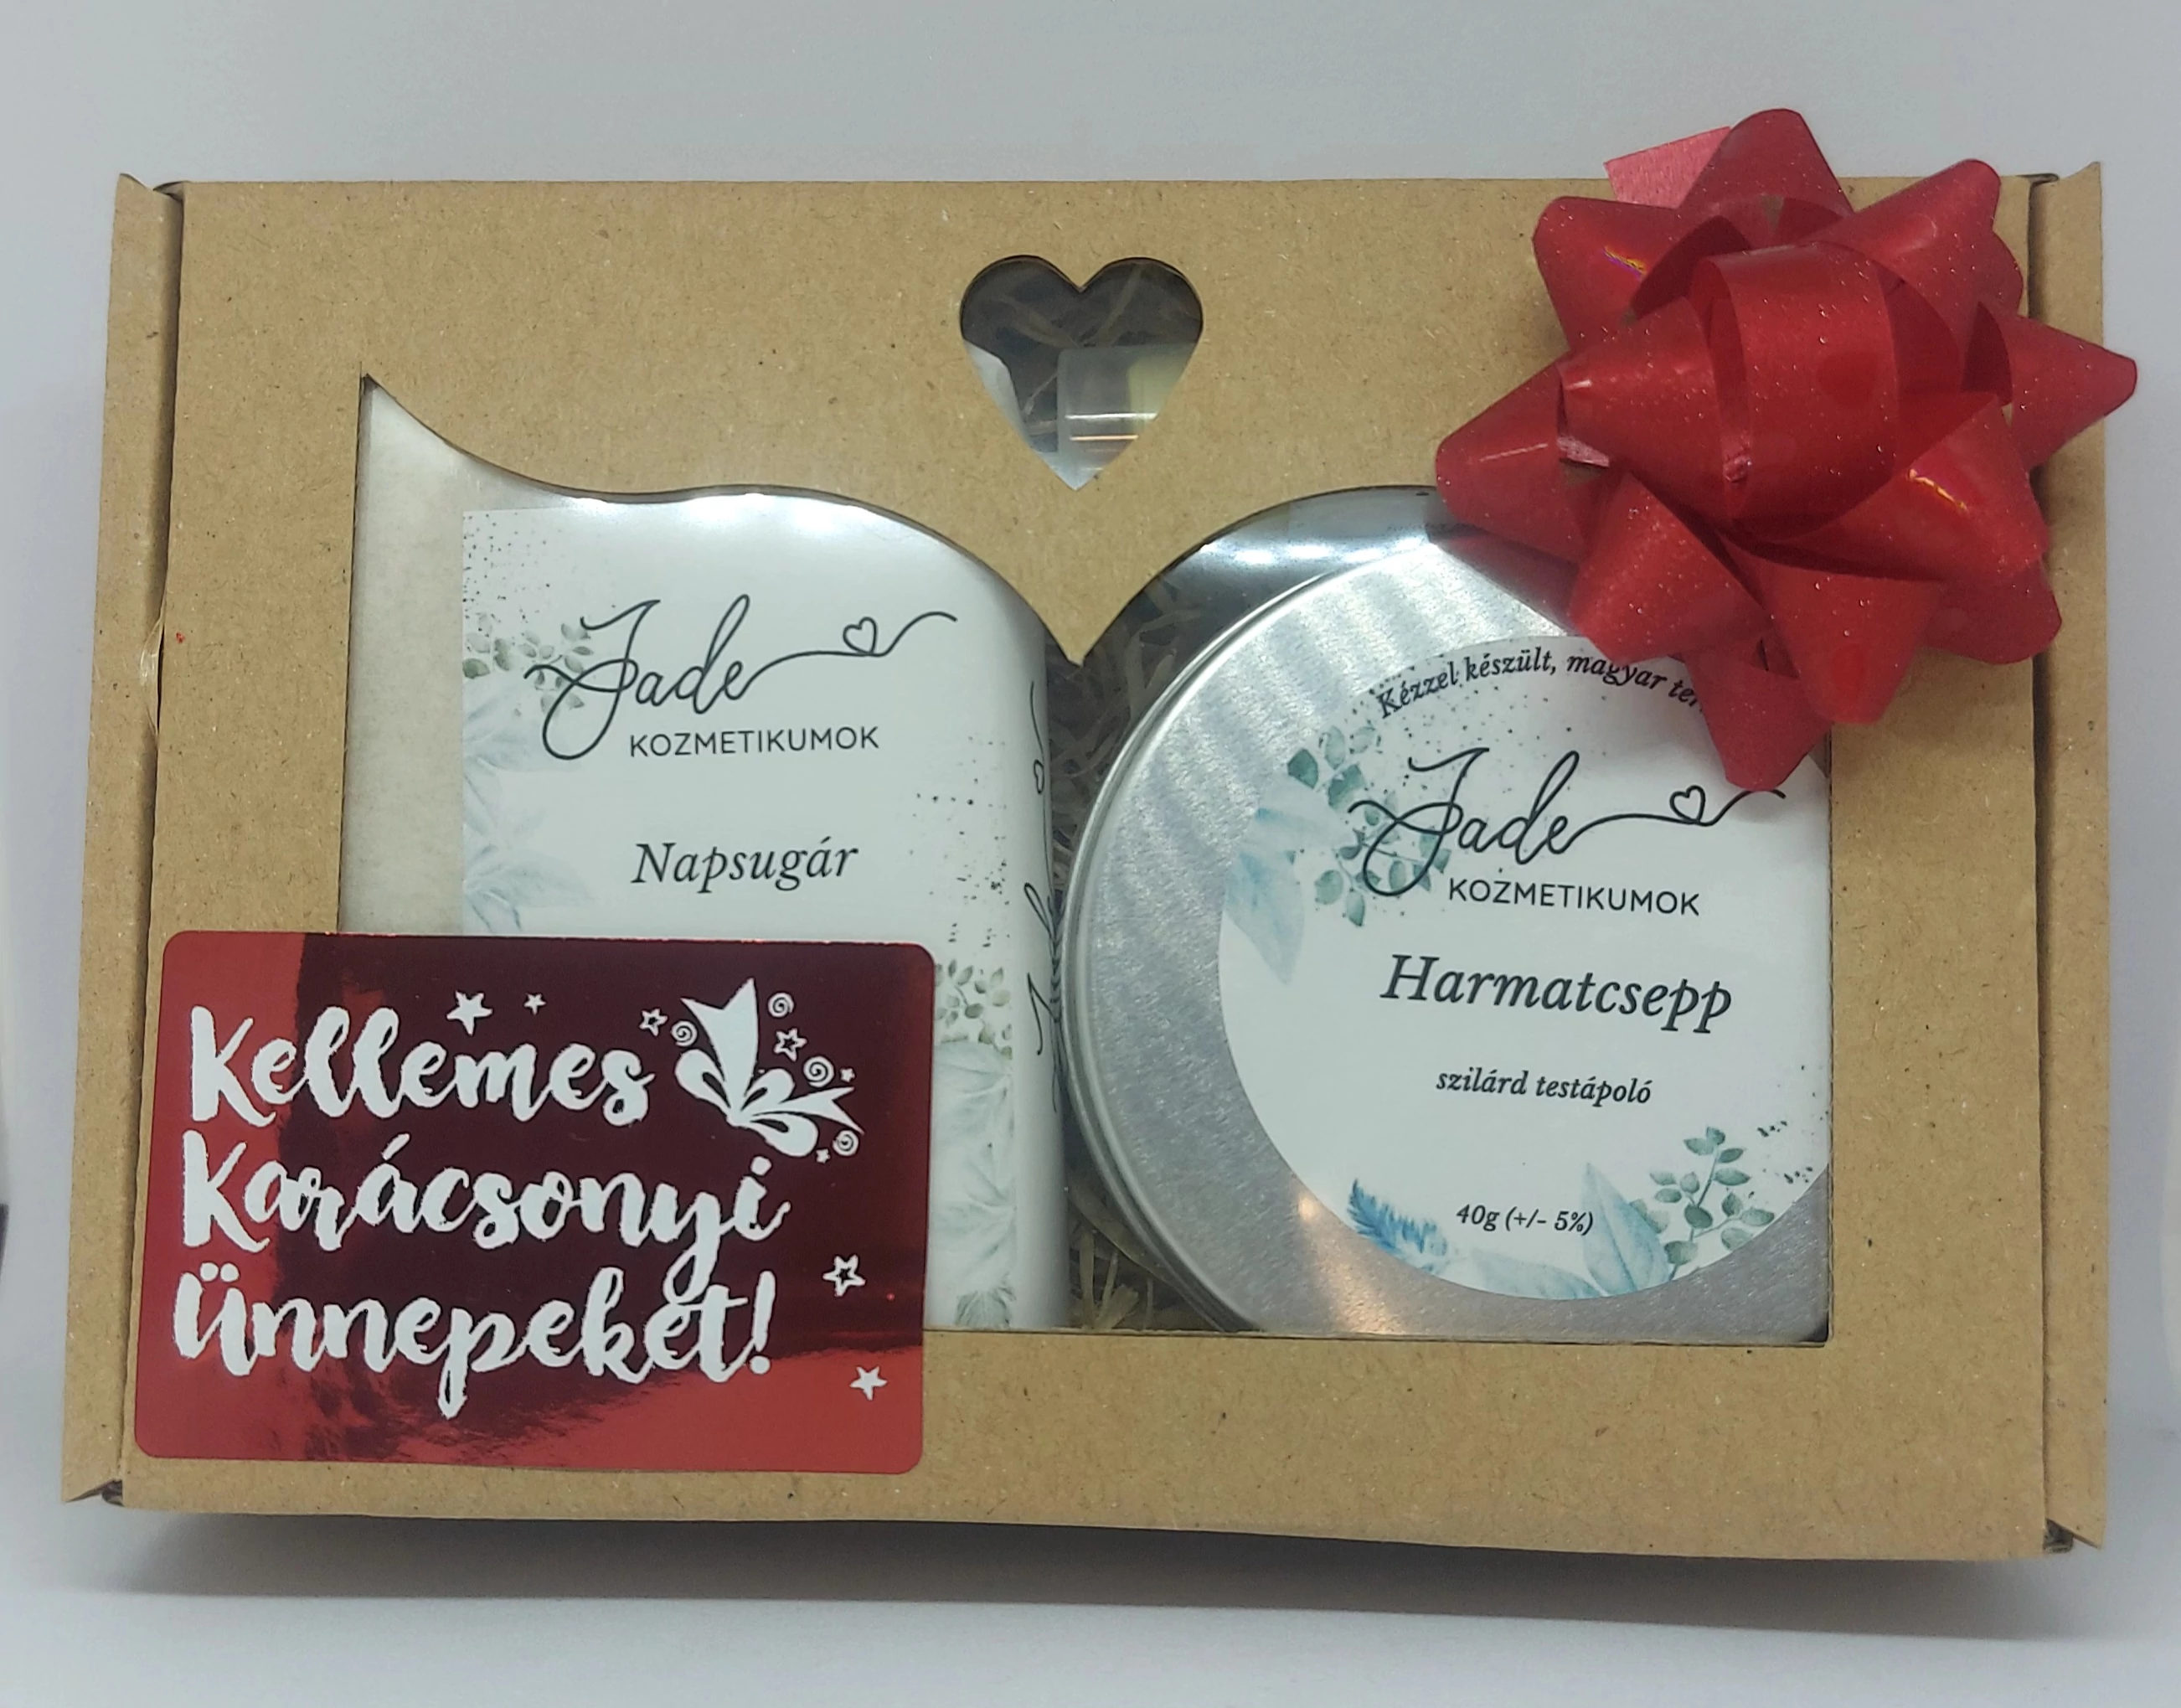 Jade
KOZMETIKUMOK
Napsugár
Kézzel készült, magyar
Jade
KOZMETIKUMOK
Harmatcsepp
szilárd testápoló
40g (+/- 5%)
Kellemes
Karácsonyi
Ünnepeket!